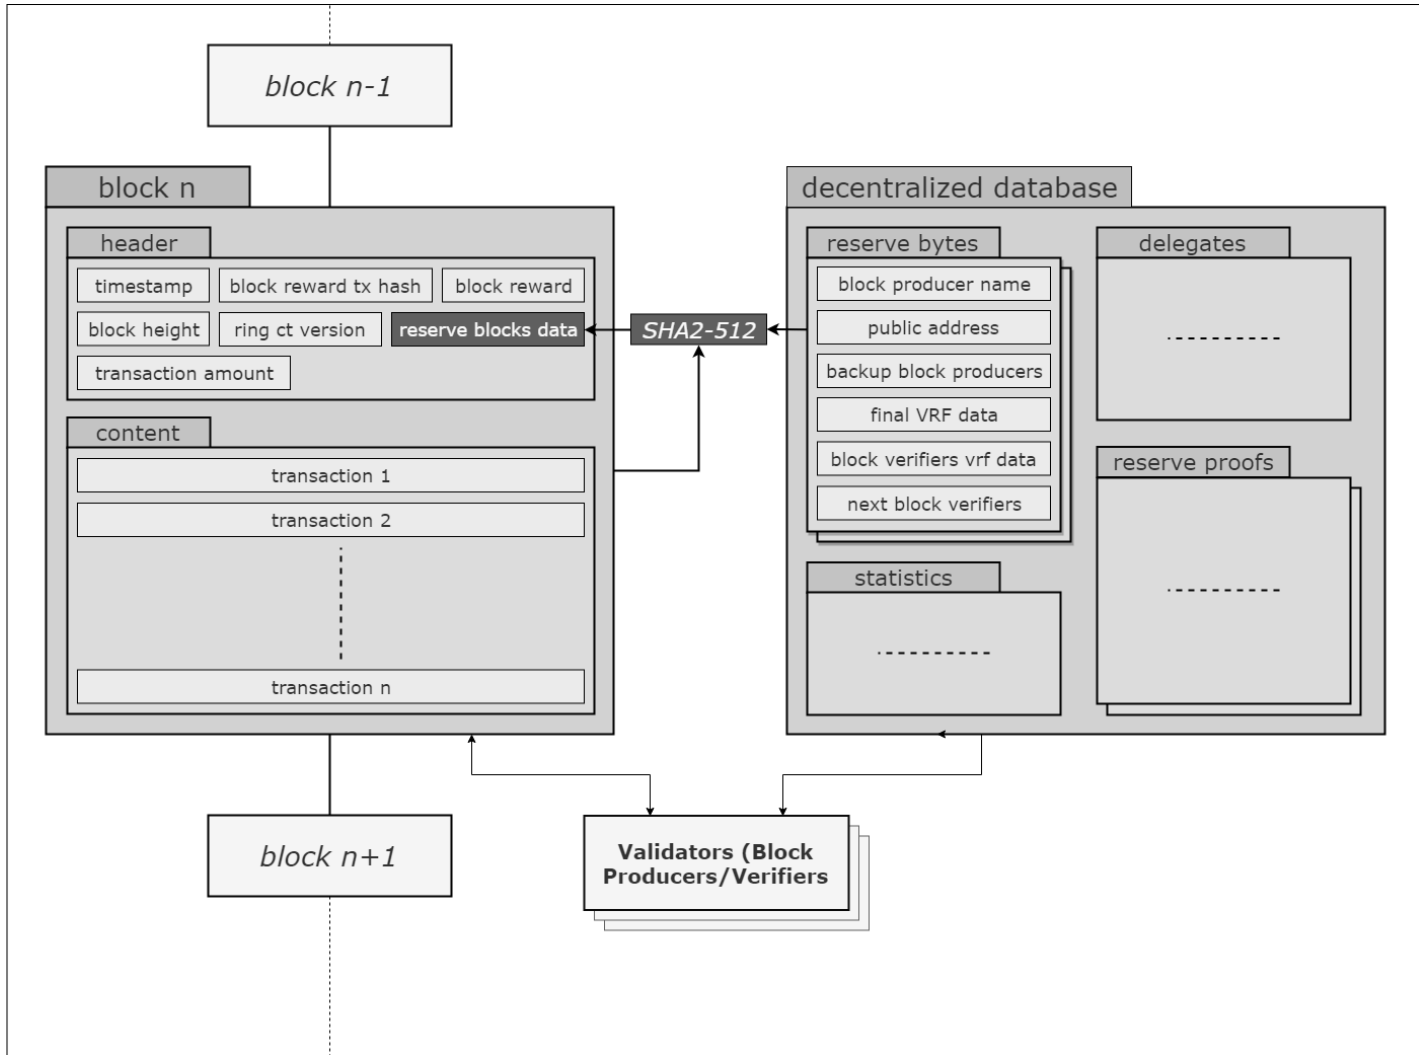 block n-1
block n
header
timestamp
block reward tx hash
block reward
block height
ring ct version
reserve blocks data
transaction amount
content
transaction 1
transaction 2
transaction n
block n+1
SHA2-512
decentralized database
reserve bytes
block producer name
public address
backup block producers
final VRF data
block verifiers vrf data
next block verifiers
delegates
reserve proofs
statistics
Validators (Block
Producers/Verifiers